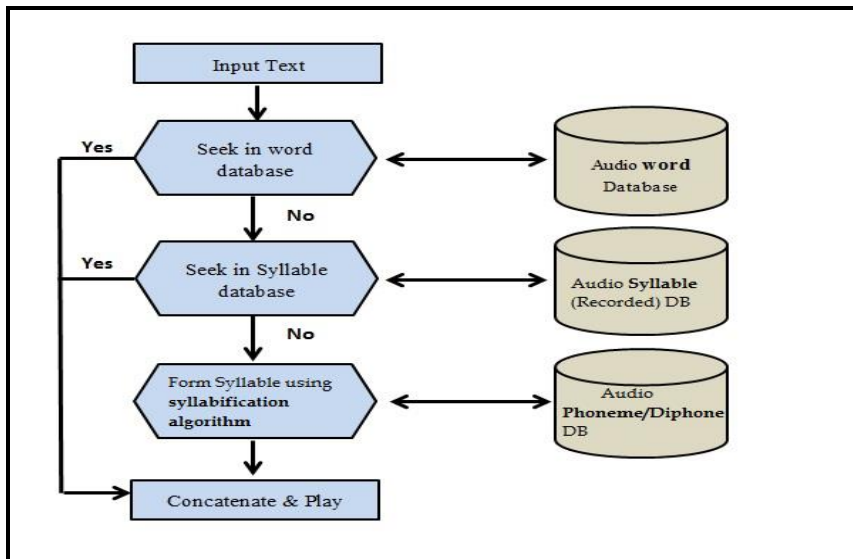 Input Text
Yes
Seek in word
database
Audio word
Database
No
Yes
Seek in Syllable
database
Audio Syllable
(Recorded) DB
No
Form Syllable using
syllabification
algorithm
Audio
Phoneme/Diphone
DB
Concatenate & Play